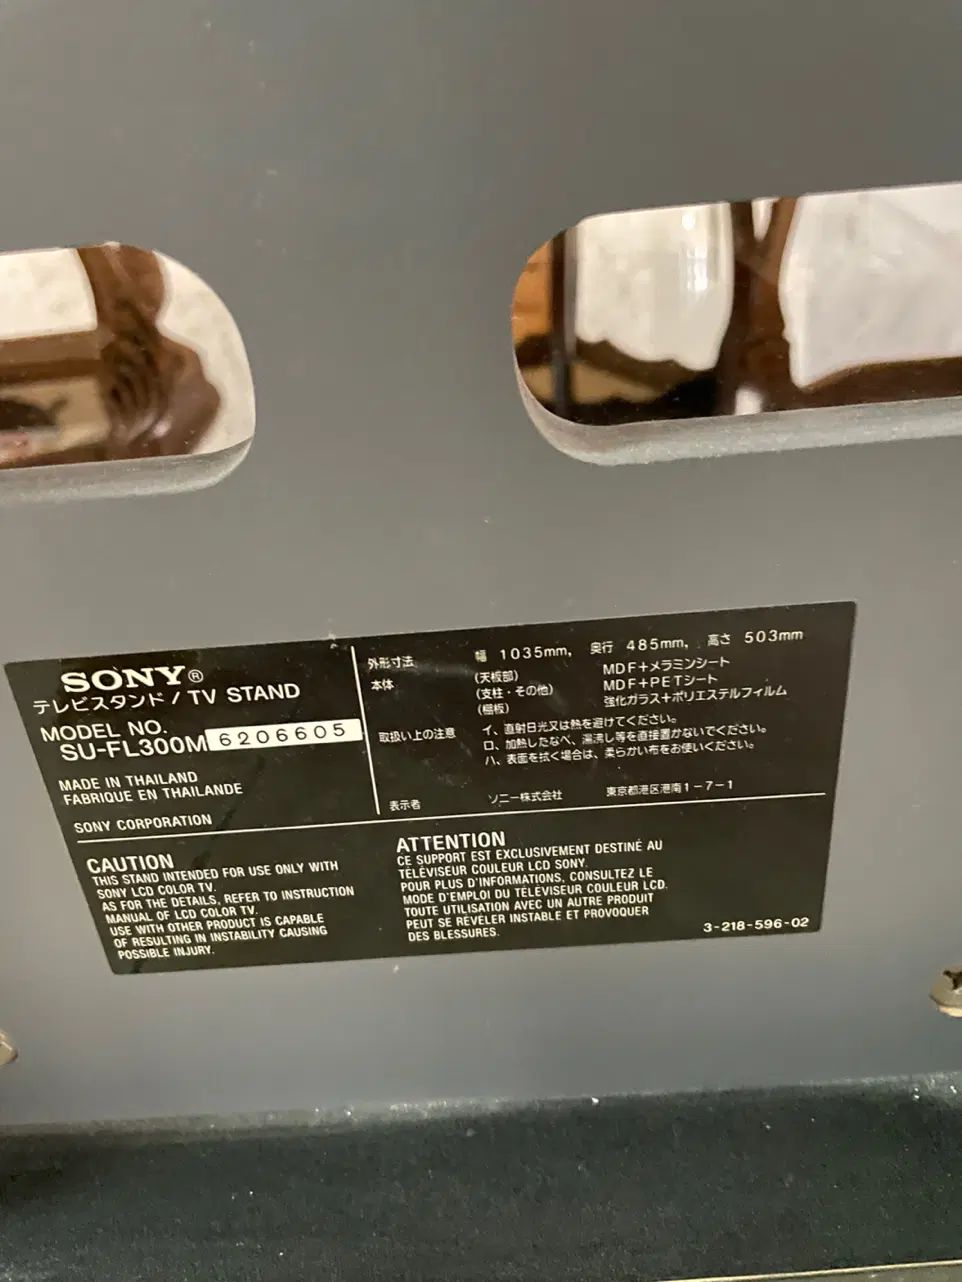 SONY®
テレビスタンド / TV STAND
MODEL NO.
SU-FL300M 6206605
MADE IN THAILAND
FABRIQUE EN THAILANDE
SONY CORPORATION
外形寸法 幅 1035mm, 奥行 485mm, 高さ 503mm
本体 (天板部) MDF+メラミンシート
(支柱・その他) MDF+PETシート
(棚板) 強化ガラス+ポリエステルフィルム
取扱い上の注意 イ、直射日光又は熱を避けてください。
ロ、加熱したなべ、湯沸し等を直接置かないでください。
ハ、表面を拭く場合は、柔らかい布をお使いください。
表示者 ソニー株式会社 東京都港区港南1-7-1
CAUTION
THIS STAND INTENDED FOR USE ONLY WITH
SONY LCD COLOR TV.
AS FOR THE DETAILS, REFER TO INSTRUCTION
MANUAL OF LCD COLOR TV.
USE WITH OTHER PRODUCT IS CAPABLE
OF RESULTING IN INSTABILITY CAUSING
POSSIBLE INJURY.
ATTENTION
CE SUPPORT EST EXCLUSIVEMENT DESTINÉ AU
TÉLÉVISEUR COULEUR LCD SONY.
POUR PLUS D'INFORMATIONS, CONSULTEZ LE
MODE D'EMPLOI DU TÉLÉVISEUR COULEUR LCD.
TOUTE UTILISATION AVEC UN AUTRE PRODUIT
PEUT SE RÉVÉLER INSTABLE ET PROVOQUER
DES BLESSURES.
3-218-596-02